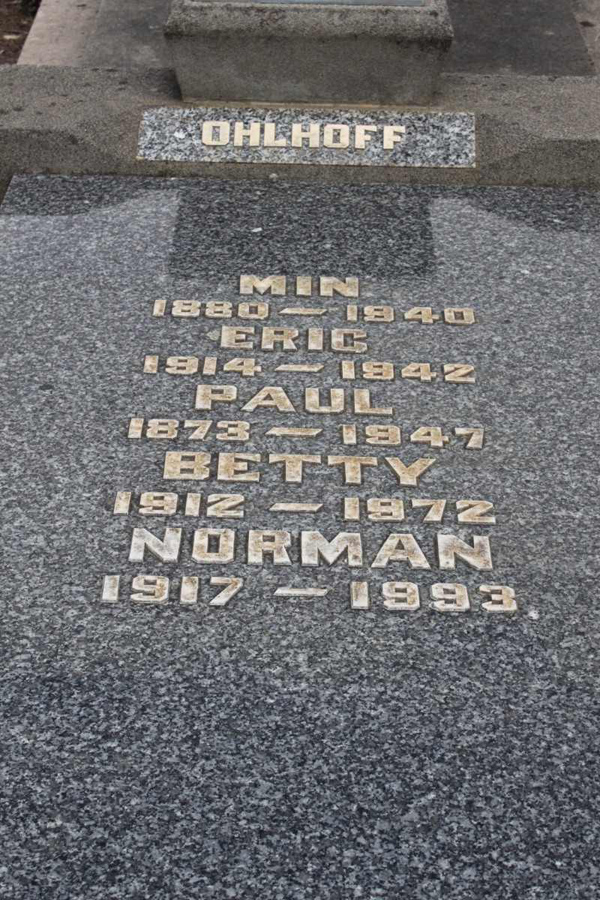 OHLHOFF
MIN
1880 – 1940
ERIC
1914 – 1942
PAUL
1873 – 1947
BETTY
1912 – 1972
NORMAN
1917 – 1993